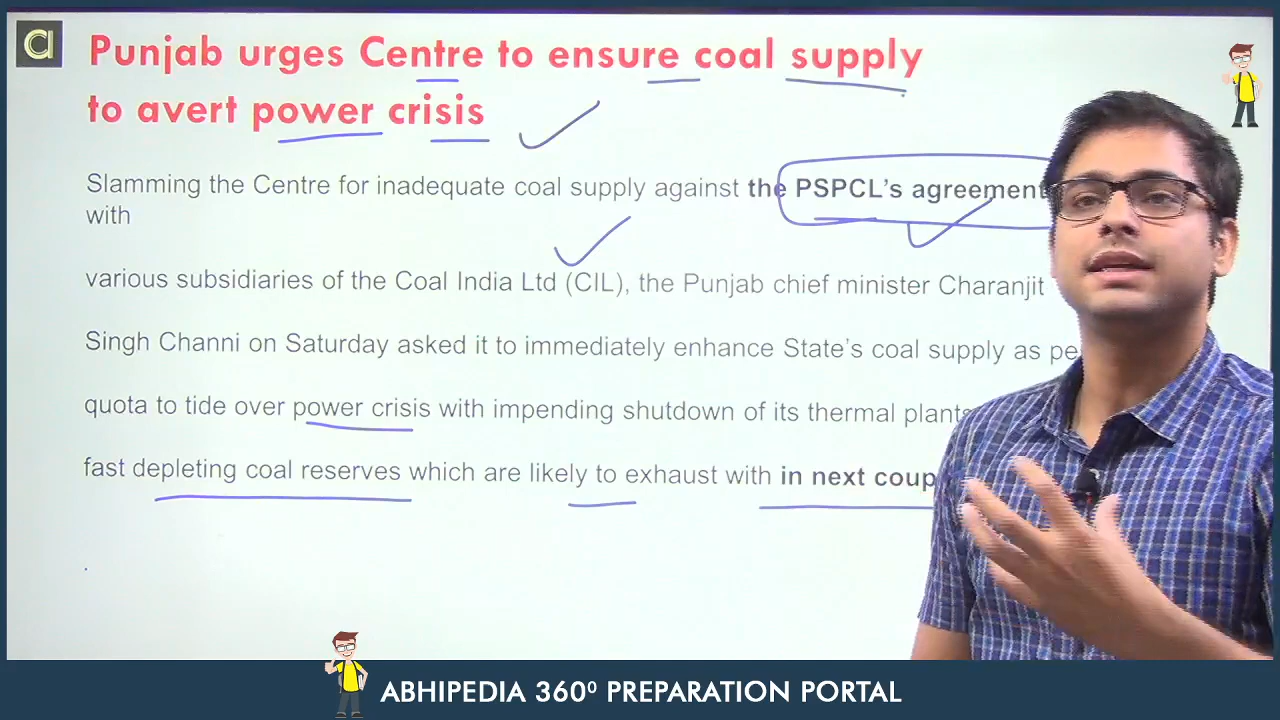 a
Punjab urges Centre to ensure coal supply
to avert power crisis
Slamming the Centre for inadequate coal supply against the PSPCL's agreement
with
various subsidiaries of the Coal India Ltd (CIL), the Punjab chief minister Charanjit
Singh Channi on Saturday asked it to immediately enhance State's coal supply as
quota to tide over power crisis with impending shutdown of its thermal plants
fast depleting coal reserves which are likely to exhaust with in next
ABHIPEDIA 360⁰ PREPARATION PORTAL